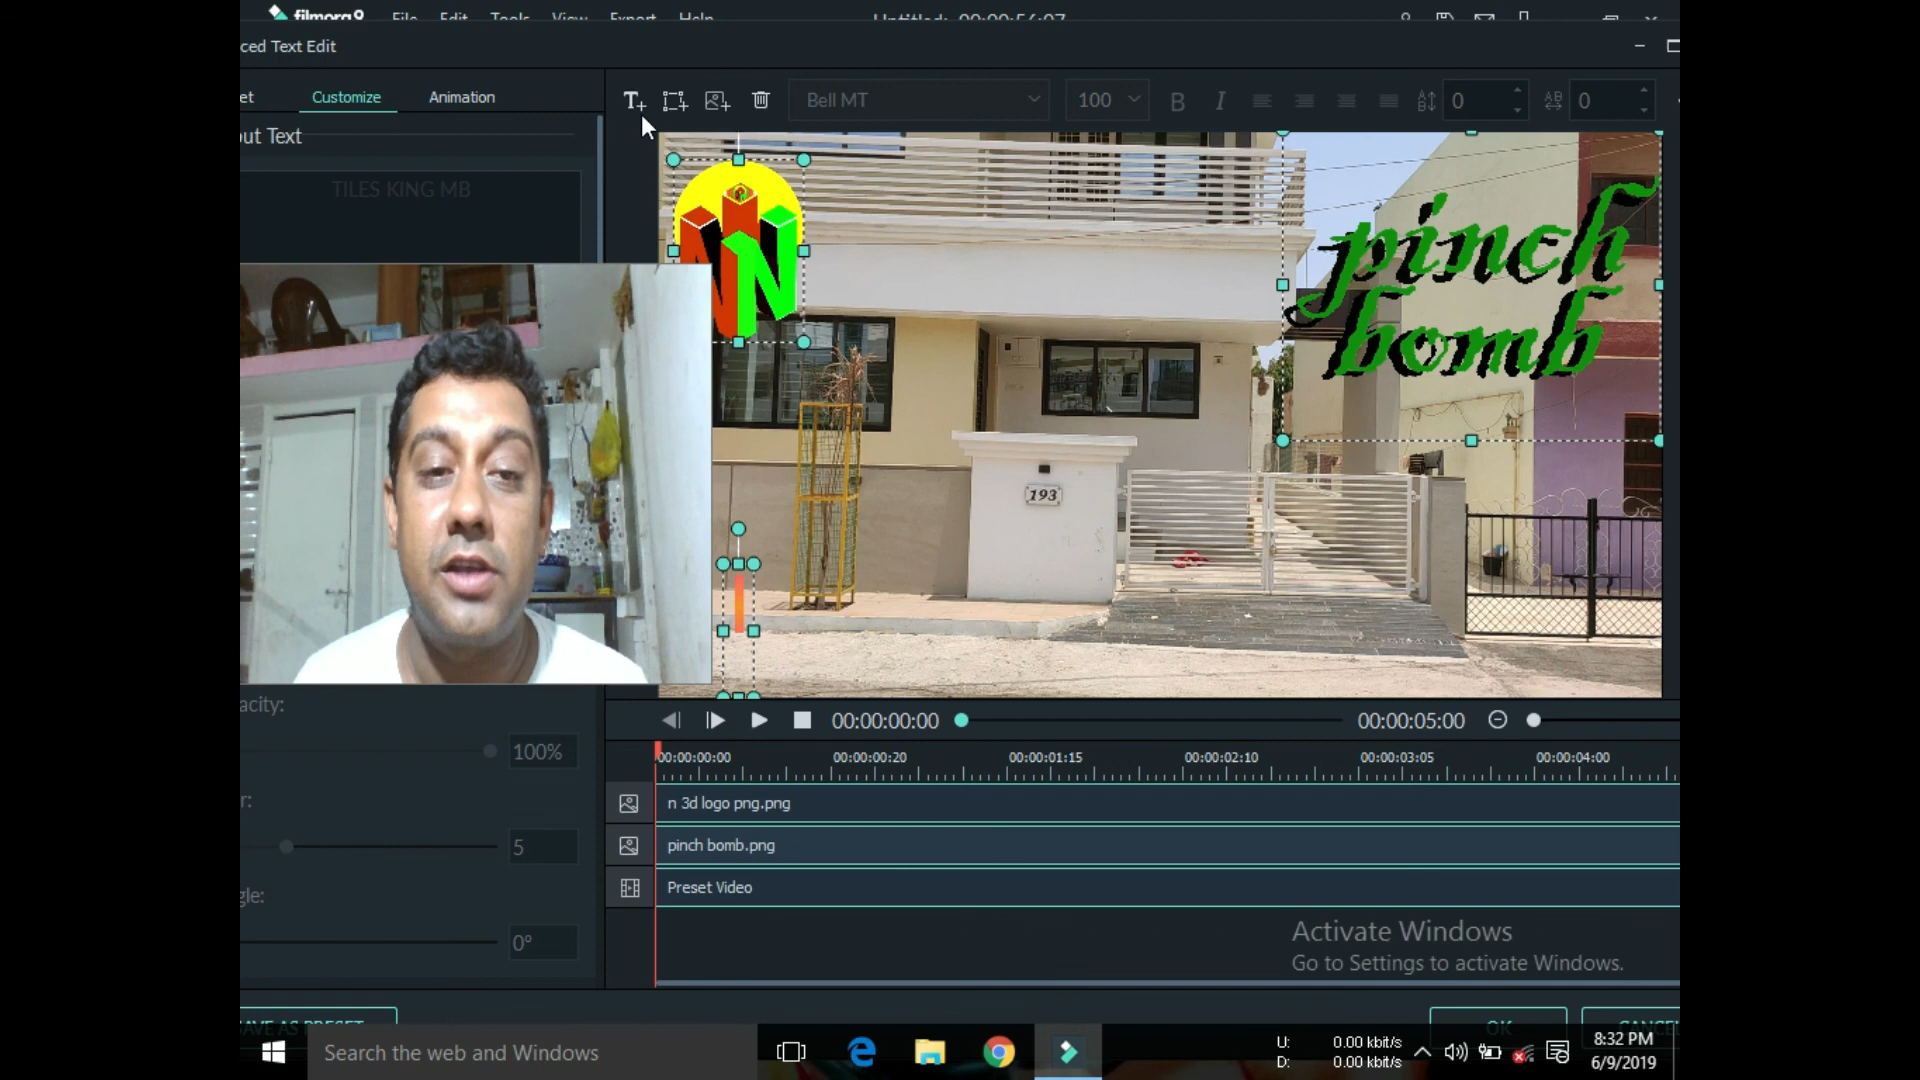 filmora9 File Edit Tools View Export Help Untitled: 00:00:56:07
ced Text Edit
et Customize Animation
Bell MT 100 B I 0 0
ut Text
TILES KING MB
pinch
bomb
193
acity:
100%
r:
5
gle:
0°
00:00:00:00 00:00:05:00
00:00:00:00 00:00:00:20 00:00:01:15 00:00:02:10 00:00:03:05 00:00:04:00
n 3d logo png.png
pinch bomb.png
Preset Video
Activate Windows
Go to Settings to activate Windows.
AVE AS PRESET OK CANCEL
Search the web and Windows
U: 0.00 kbit/s
D: 0.00 kbit/s
8:32 PM
6/9/2019